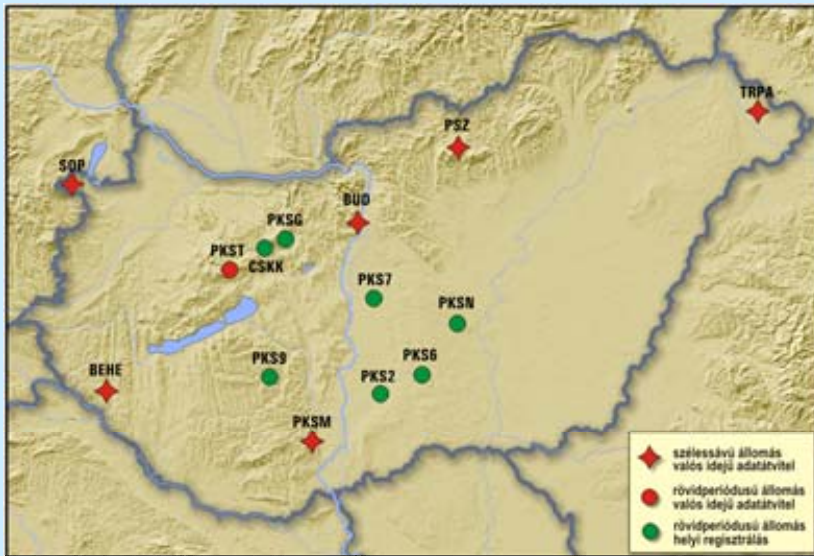 TRPA
PSZ
SOP
BUD
PKSG
PKST
CSKK
PKS7
PKSN
BEHE
PKS9
PKS6
PKS2
PKSM
szélessávú állomás
valós idejű adatátvitel
rövidperiódusú állomás
valós idejű adatátvitel
rövidperiódusú állomás
helyi regisztrálás